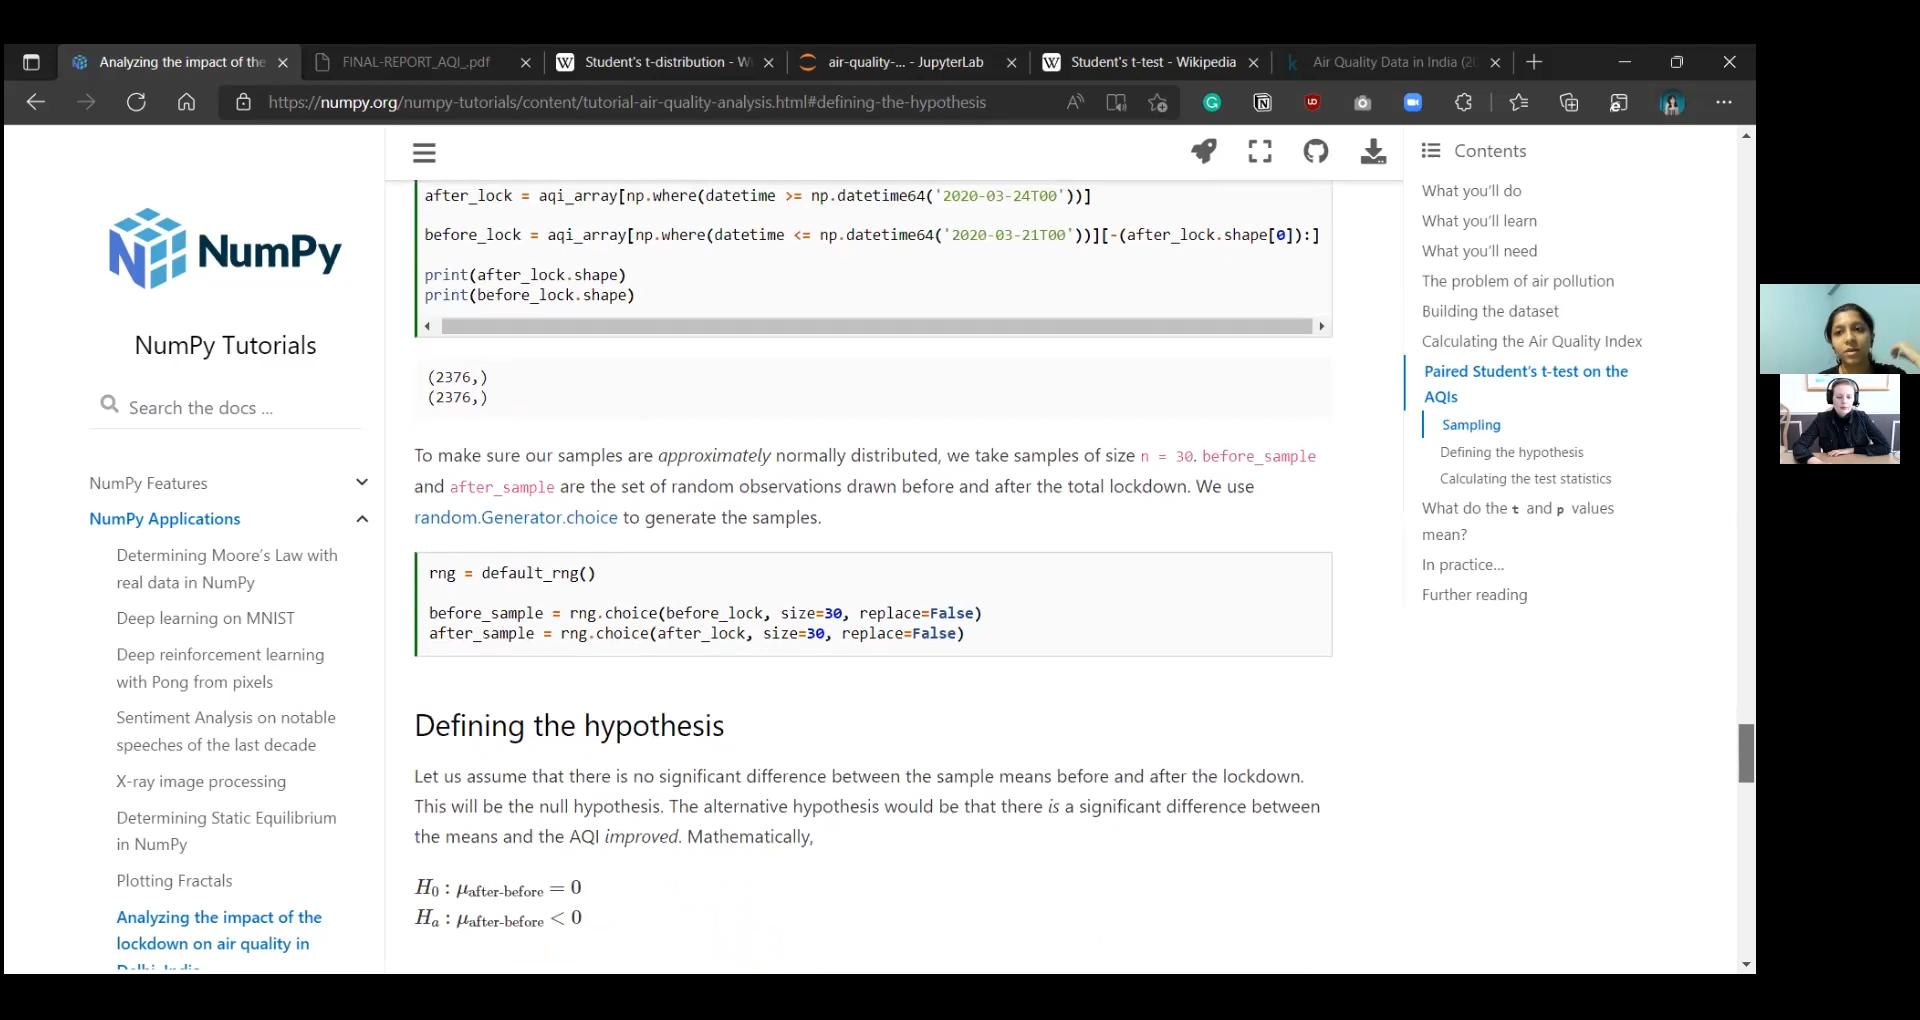 Analyzing the impact of the
FINAL-REPORT_AQI_.pdf
Student's t-distribution - W
air-quality-... - JupyterLab
Student's t-test - Wikipedia
Air Quality Data in India (20
https://numpy.org/numpy-tutorials/content/tutorial-air-quality-analysis.html#defining-the-hypothesis
NumPy
NumPy Tutorials
Search the docs ...
NumPy Features
NumPy Applications
Determining Moore's Law with
real data in NumPy
Deep learning on MNIST
Deep reinforcement learning
with Pong from pixels
Sentiment Analysis on notable
speeches of the last decade
X-ray image processing
Determining Static Equilibrium
in NumPy
Plotting Fractals
Analyzing the impact of the
lockdown on air quality in
Delhi, India
after_lock = aqi_array[np.where(datetime >= np.datetime64('2020-03-24T00'))]
before_lock = aqi_array[np.where(datetime <= np.datetime64('2020-03-21T00'))][-(after_lock.shape[0]):]
print(after_lock.shape)
print(before_lock.shape)
(2376,)
(2376,)
To make sure our samples are approximately normally distributed, we take samples of size n = 30. before_sample
and after_sample are the set of random observations drawn before and after the total lockdown. We use
random.Generator.choice to generate the samples.
rng = default_rng()
before_sample = rng.choice(before_lock, size=30, replace=False)
after_sample = rng.choice(after_lock, size=30, replace=False)
Defining the hypothesis
Let us assume that there is no significant difference between the sample means before and after the lockdown.
This will be the null hypothesis. The alternative hypothesis would be that there is a significant difference between
the means and the AQI improved. Mathematically,
H0 : μafter-before = 0
Ha : μafter-before < 0
Contents
What you'll do
What you'll learn
What you'll need
The problem of air pollution
Building the dataset
Calculating the Air Quality Index
Paired Student's t-test on the
AQIs
Sampling
Defining the hypothesis
Calculating the test statistics
What do the t and p values
mean?
In practice...
Further reading